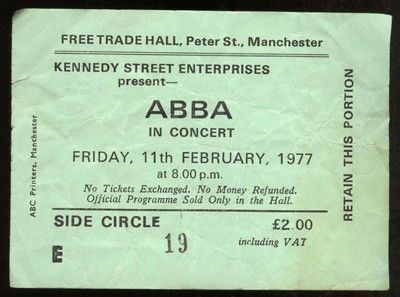 FREE TRADE HALL, Peter St., Manchester
KENNEDY STREET ENTERPRISES
present—
ABBA
IN CONCERT
FRIDAY, 11th FEBRUARY, 1977
at 8.00 p.m.
No Tickets Exchanged. No Money Refunded.
Official Programme Sold Only in the Hall.
SIDE CIRCLE £2.00
including VAT
E 19
ABC Printers, Manchester
RETAIN THIS PORTION